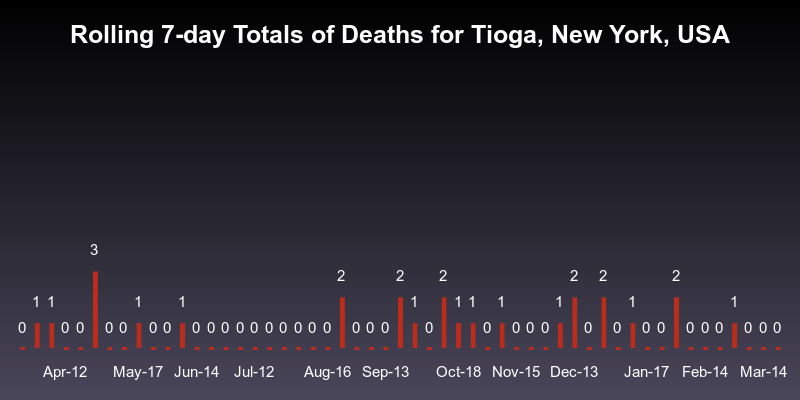 Rolling 7-day Totals of Deaths for Tioga, New York, USA
3
2 2 2 2 2 2
1 1 1 1 1 1 1 1 1 1 1
0 0 0 0 0 0 0 0 0 0 0 0 0 0 0 0 0 0 0 0 0 0 0 0 0 0 0 0 0 0 0 0 0 0 0
Apr-12 May-17 Jun-14 Jul-12 Aug-16 Sep-13 Oct-18 Nov-15 Dec-13 Jan-17 Feb-14 Mar-14